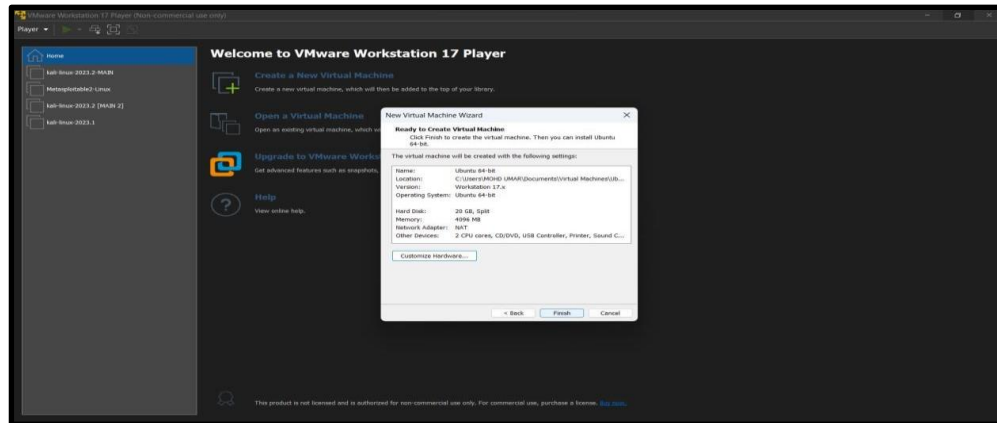 VMware Workstation 17 Player (Non-commercial use only)
Player
Home
kali-linux-2023.2-MAIN
Metasploitable2-Linux
kali-linux-2023.2 [MAIN 2]
kali-linux-2023.1
Welcome to VMware Workstation 17 Player
Create a New Virtual Machine
Create a new virtual machine, which will then be added to the top of your library.
Open a Virtual Machine
Open an existing virtual machine, which wi
Upgrade to VMware Works
Get advanced features such as snapshots,
Help
View online help.
This product is not licensed and is authorized for non-commercial use only. For commercial use, purchase a license. Buy now.
New Virtual Machine Wizard
Ready to Create Virtual Machine
Click Finish to create the virtual machine. Then you can install Ubuntu
64-bit.
The virtual machine will be created with the following settings:
Name: Ubuntu 64-bit
Location: C:\Users\MOHD UMAR\Documents\Virtual Machines\Ub...
Version: Workstation 17.x
Operating System: Ubuntu 64-bit
Hard Disk: 20 GB, Split
Memory: 4096 MB
Network Adapter: NAT
Other Devices: 2 CPU cores, CD/DVD, USB Controller, Printer, Sound C...
Customize Hardware...
< Back Finish Cancel